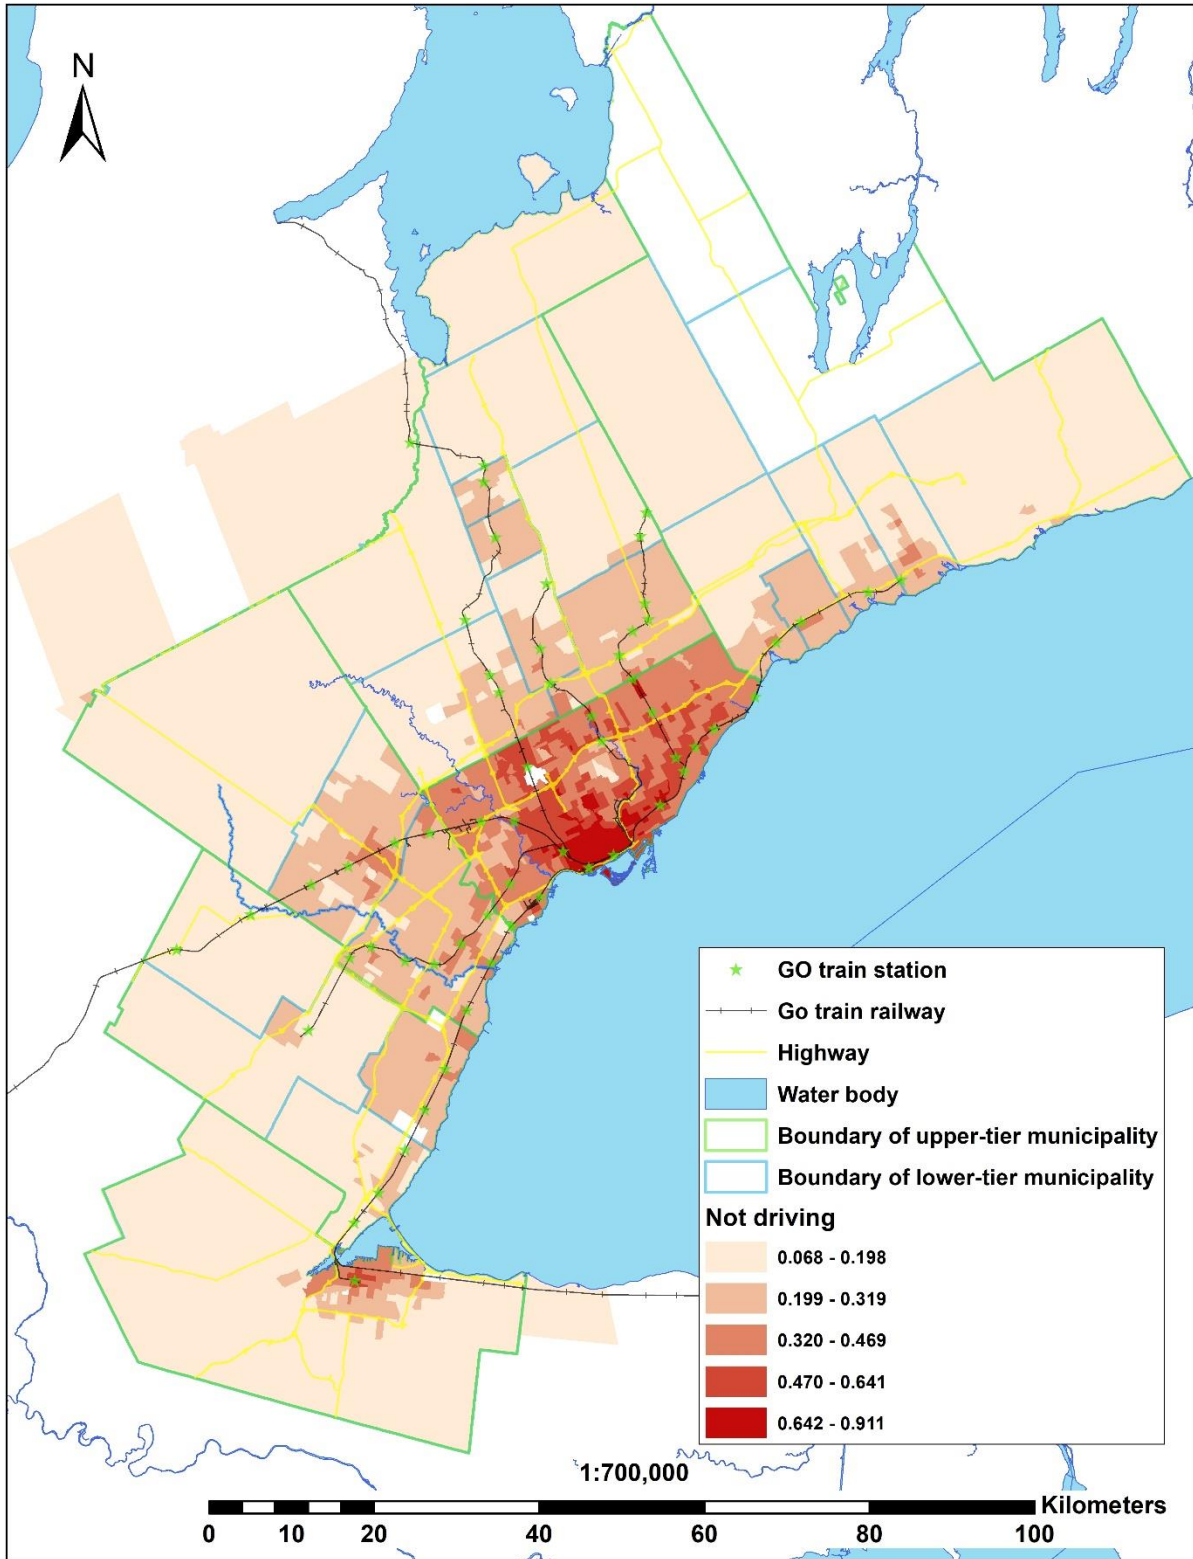 N
GO train station
Go train railway
Highway
Water body
Boundary of upper-tier municipality
Boundary of lower-tier municipality
Not driving
0.068 - 0.198
0.199 - 0.319
0.320 - 0.469
0.470 - 0.641
0.642 - 0.911
1:700,000
Kilometers
0 10 20 40 60 80 100